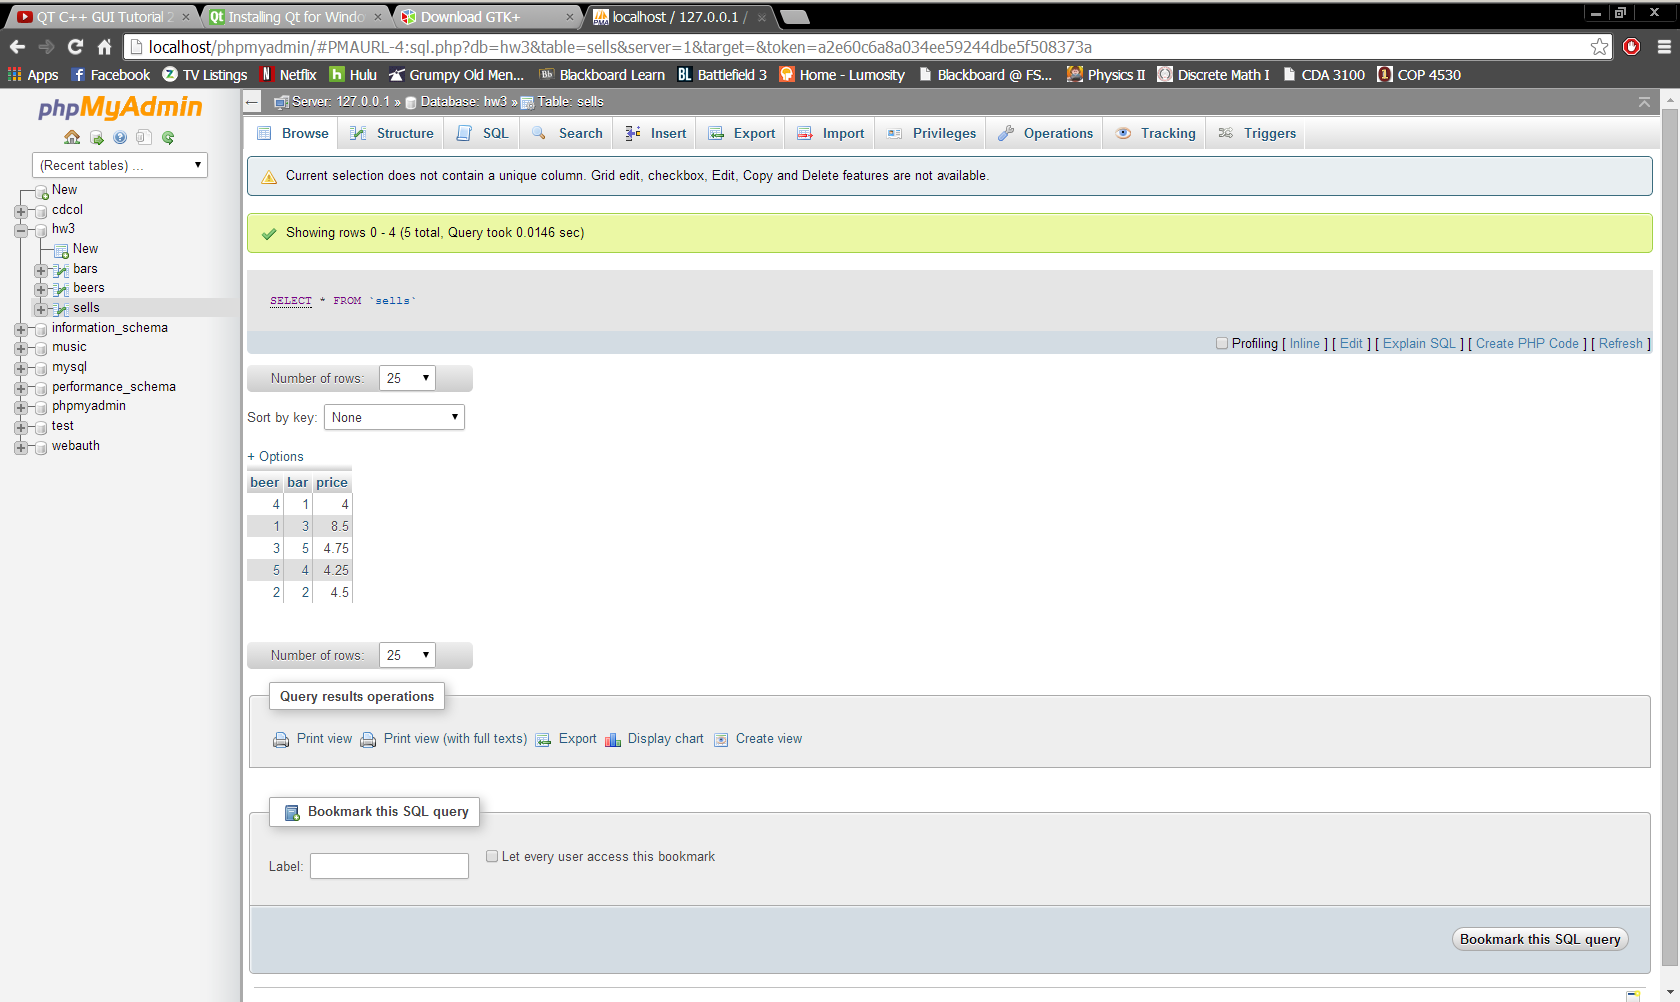 QT C++ GUI Tutorial 2
Installing Qt for Windo
Download GTK+
localhost / 127.0.0.1 /
localhost/phpmyadmin/#PMAURL-4:sql.php?db=hw3&table=sells&server=1&target=&token=a2e60c6a8a034ee59244dbe5f508373a
Apps Facebook TV Listings Netflix Hulu Grumpy Old Men... Bb Blackboard Learn BL Battlefield 3 Home - Lumosity Blackboard @ FS... Physics II Discrete Math I CDA 3100 COP 4530
phpMyAdmin
(Recent tables) ...
New
cdcol
hw3
New
bars
beers
sells
information_schema
music
mysql
performance_schema
phpmyadmin
test
webauth
Server: 127.0.0.1 » Database: hw3 » Table: sells
Browse Structure SQL Search Insert Export Import Privileges Operations Tracking Triggers
Current selection does not contain a unique column. Grid edit, checkbox, Edit, Copy and Delete features are not available.
Showing rows 0 - 4 (5 total, Query took 0.0146 sec)
SELECT * FROM `sells`
Profiling [ Inline ] [ Edit ] [ Explain SQL ] [ Create PHP Code ] [ Refresh ]
Number of rows: 25
Sort by key: None
+ Options
beer bar price
4 1 4
1 3 8.5
3 5 4.75
5 4 4.25
2 2 4.5
Number of rows: 25
Query results operations
Print view Print view (with full texts) Export Display chart Create view
Bookmark this SQL query
Label: Let every user access this bookmark
Bookmark this SQL query